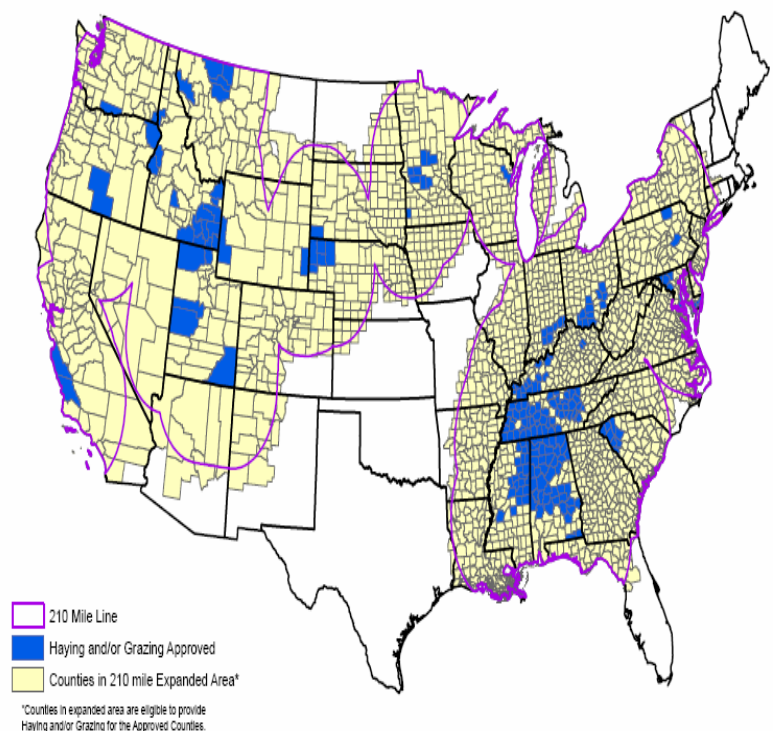 210 Mile Line
Haying and/or Grazing Approved
Counties in 210 mile Expanded Area*
*Counties in expanded area are eligible to provide
Haying and/or Grazing for the Approved Counties.